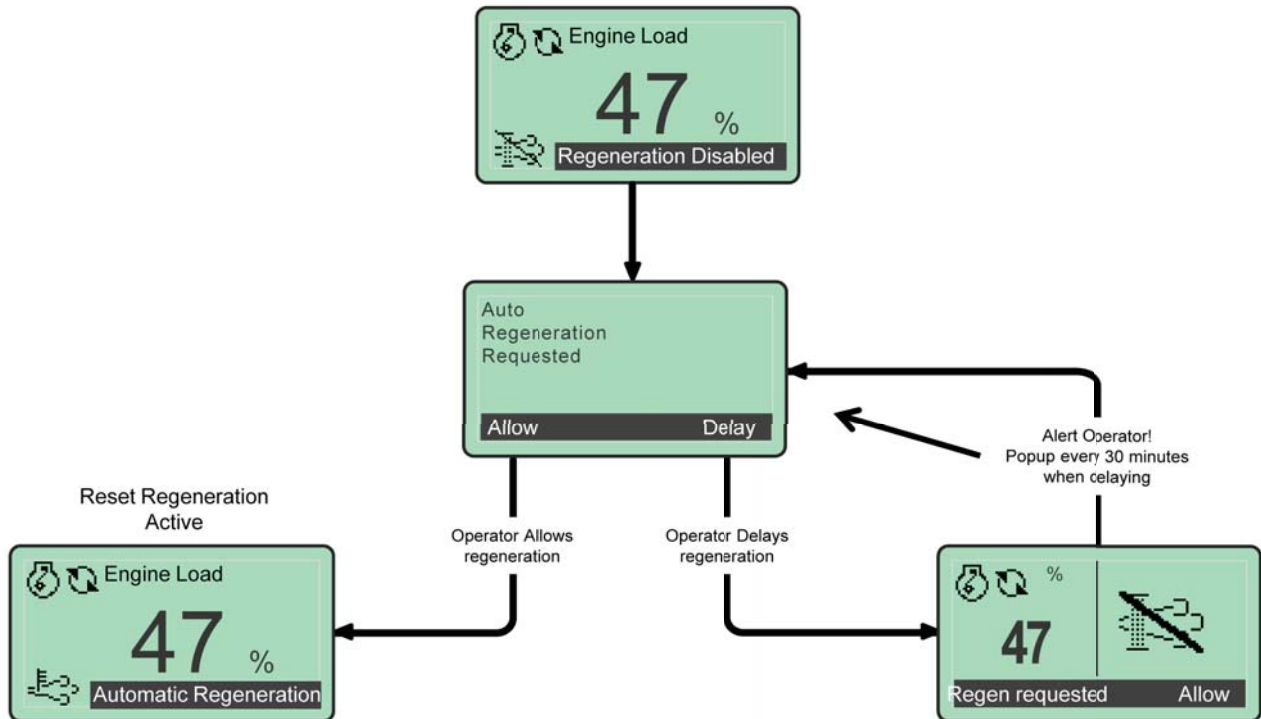 Engine Load
47 %
Regeneration Disabled
Auto
Regeneration
Requested
Allow Delay
Alert Operator!
Popup every 30 minutes
when delaying
Reset Regeneration
Active
Operator Allows
regeneration
Operator Delays
regeneration
Engine Load
47 %
Automatic Regeneration
%
47
Regen requested Allow